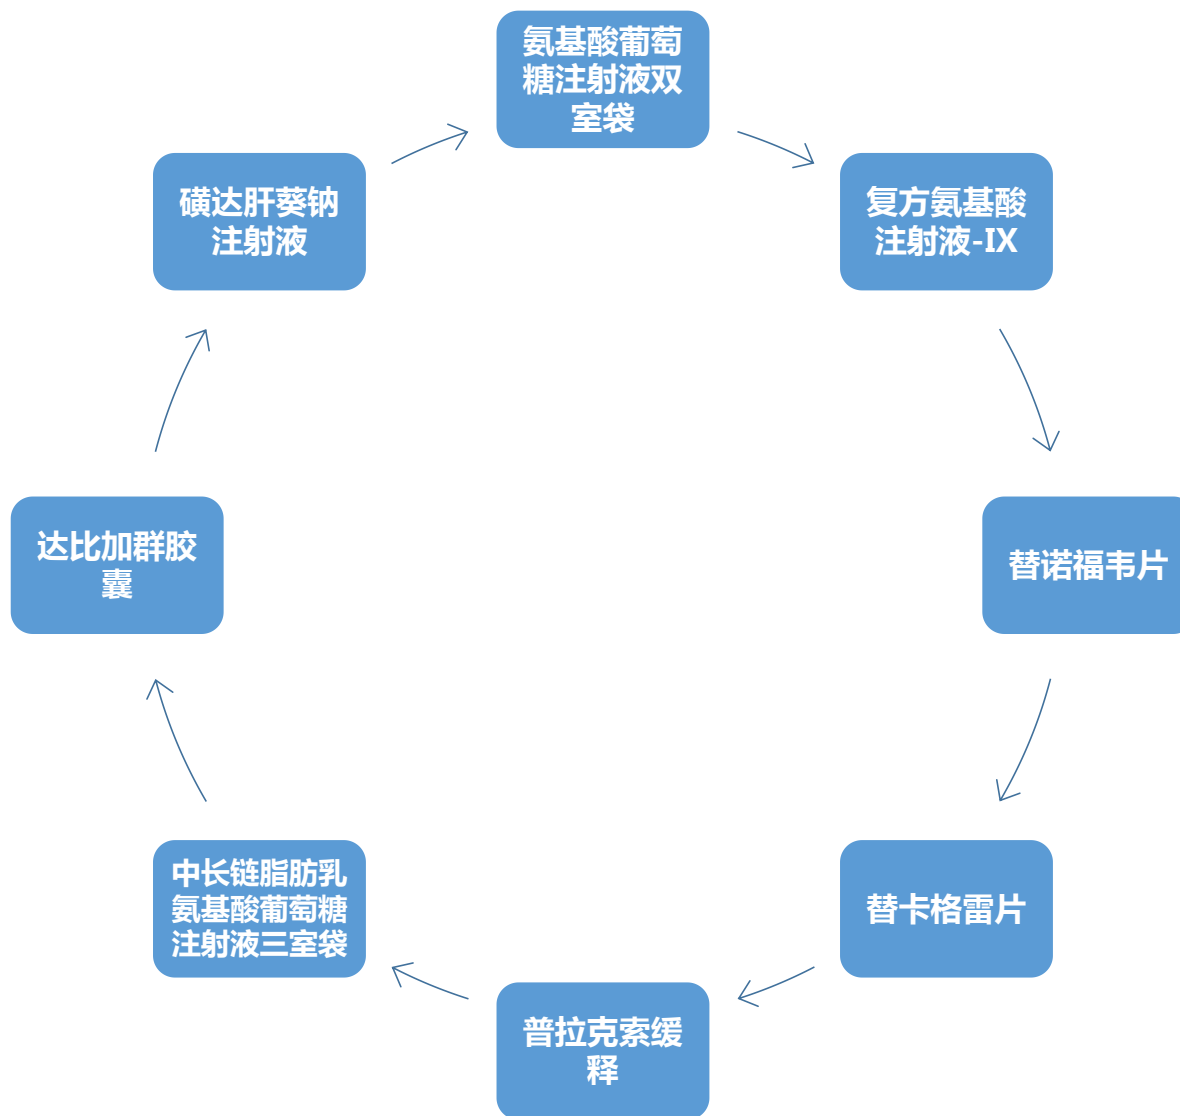 氨基酸葡萄
糖注射液双
室袋
复方氨基酸
注射液-IX
替诺福韦片
替卡格雷片
普拉克索缓
释
中长链脂肪乳
氨基酸葡萄糖
注射液三室袋
达比加群胶
囊
磺达肝葵钠
注射液